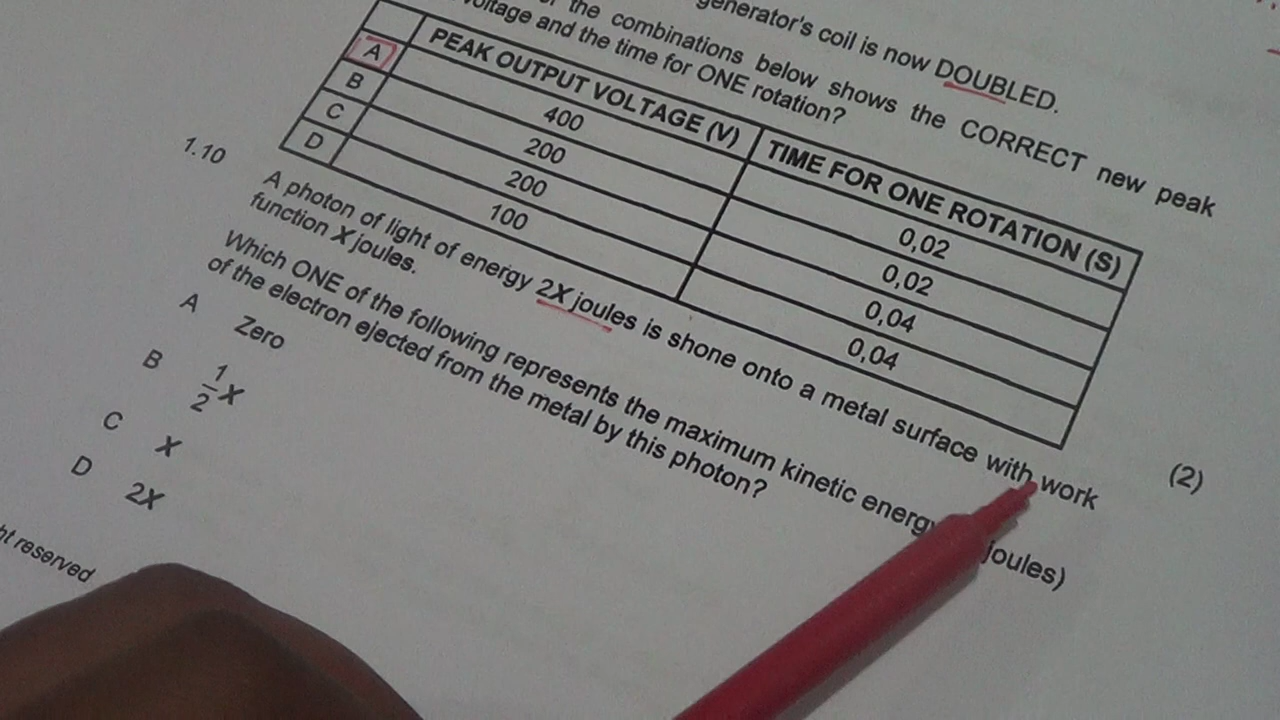 generator's coil is now DOUBLED.
the combinations below shows the CORRECT new peak
voltage and the time for ONE rotation?
PEAK OUTPUT VOLTAGE (V) TIME FOR ONE ROTATION (S)
A 400 0,02
B 200 0,02
C 200 0,04
D 100 0,04
(2)
1.10 A photon of light of energy 2X joules is shone onto a metal surface with work
function X joules.
Which ONE of the following represents the maximum kinetic energy joules)
of the electron ejected from the metal by this photon?
A Zero
B 1/2 X
C X
D 2X
ht reserved